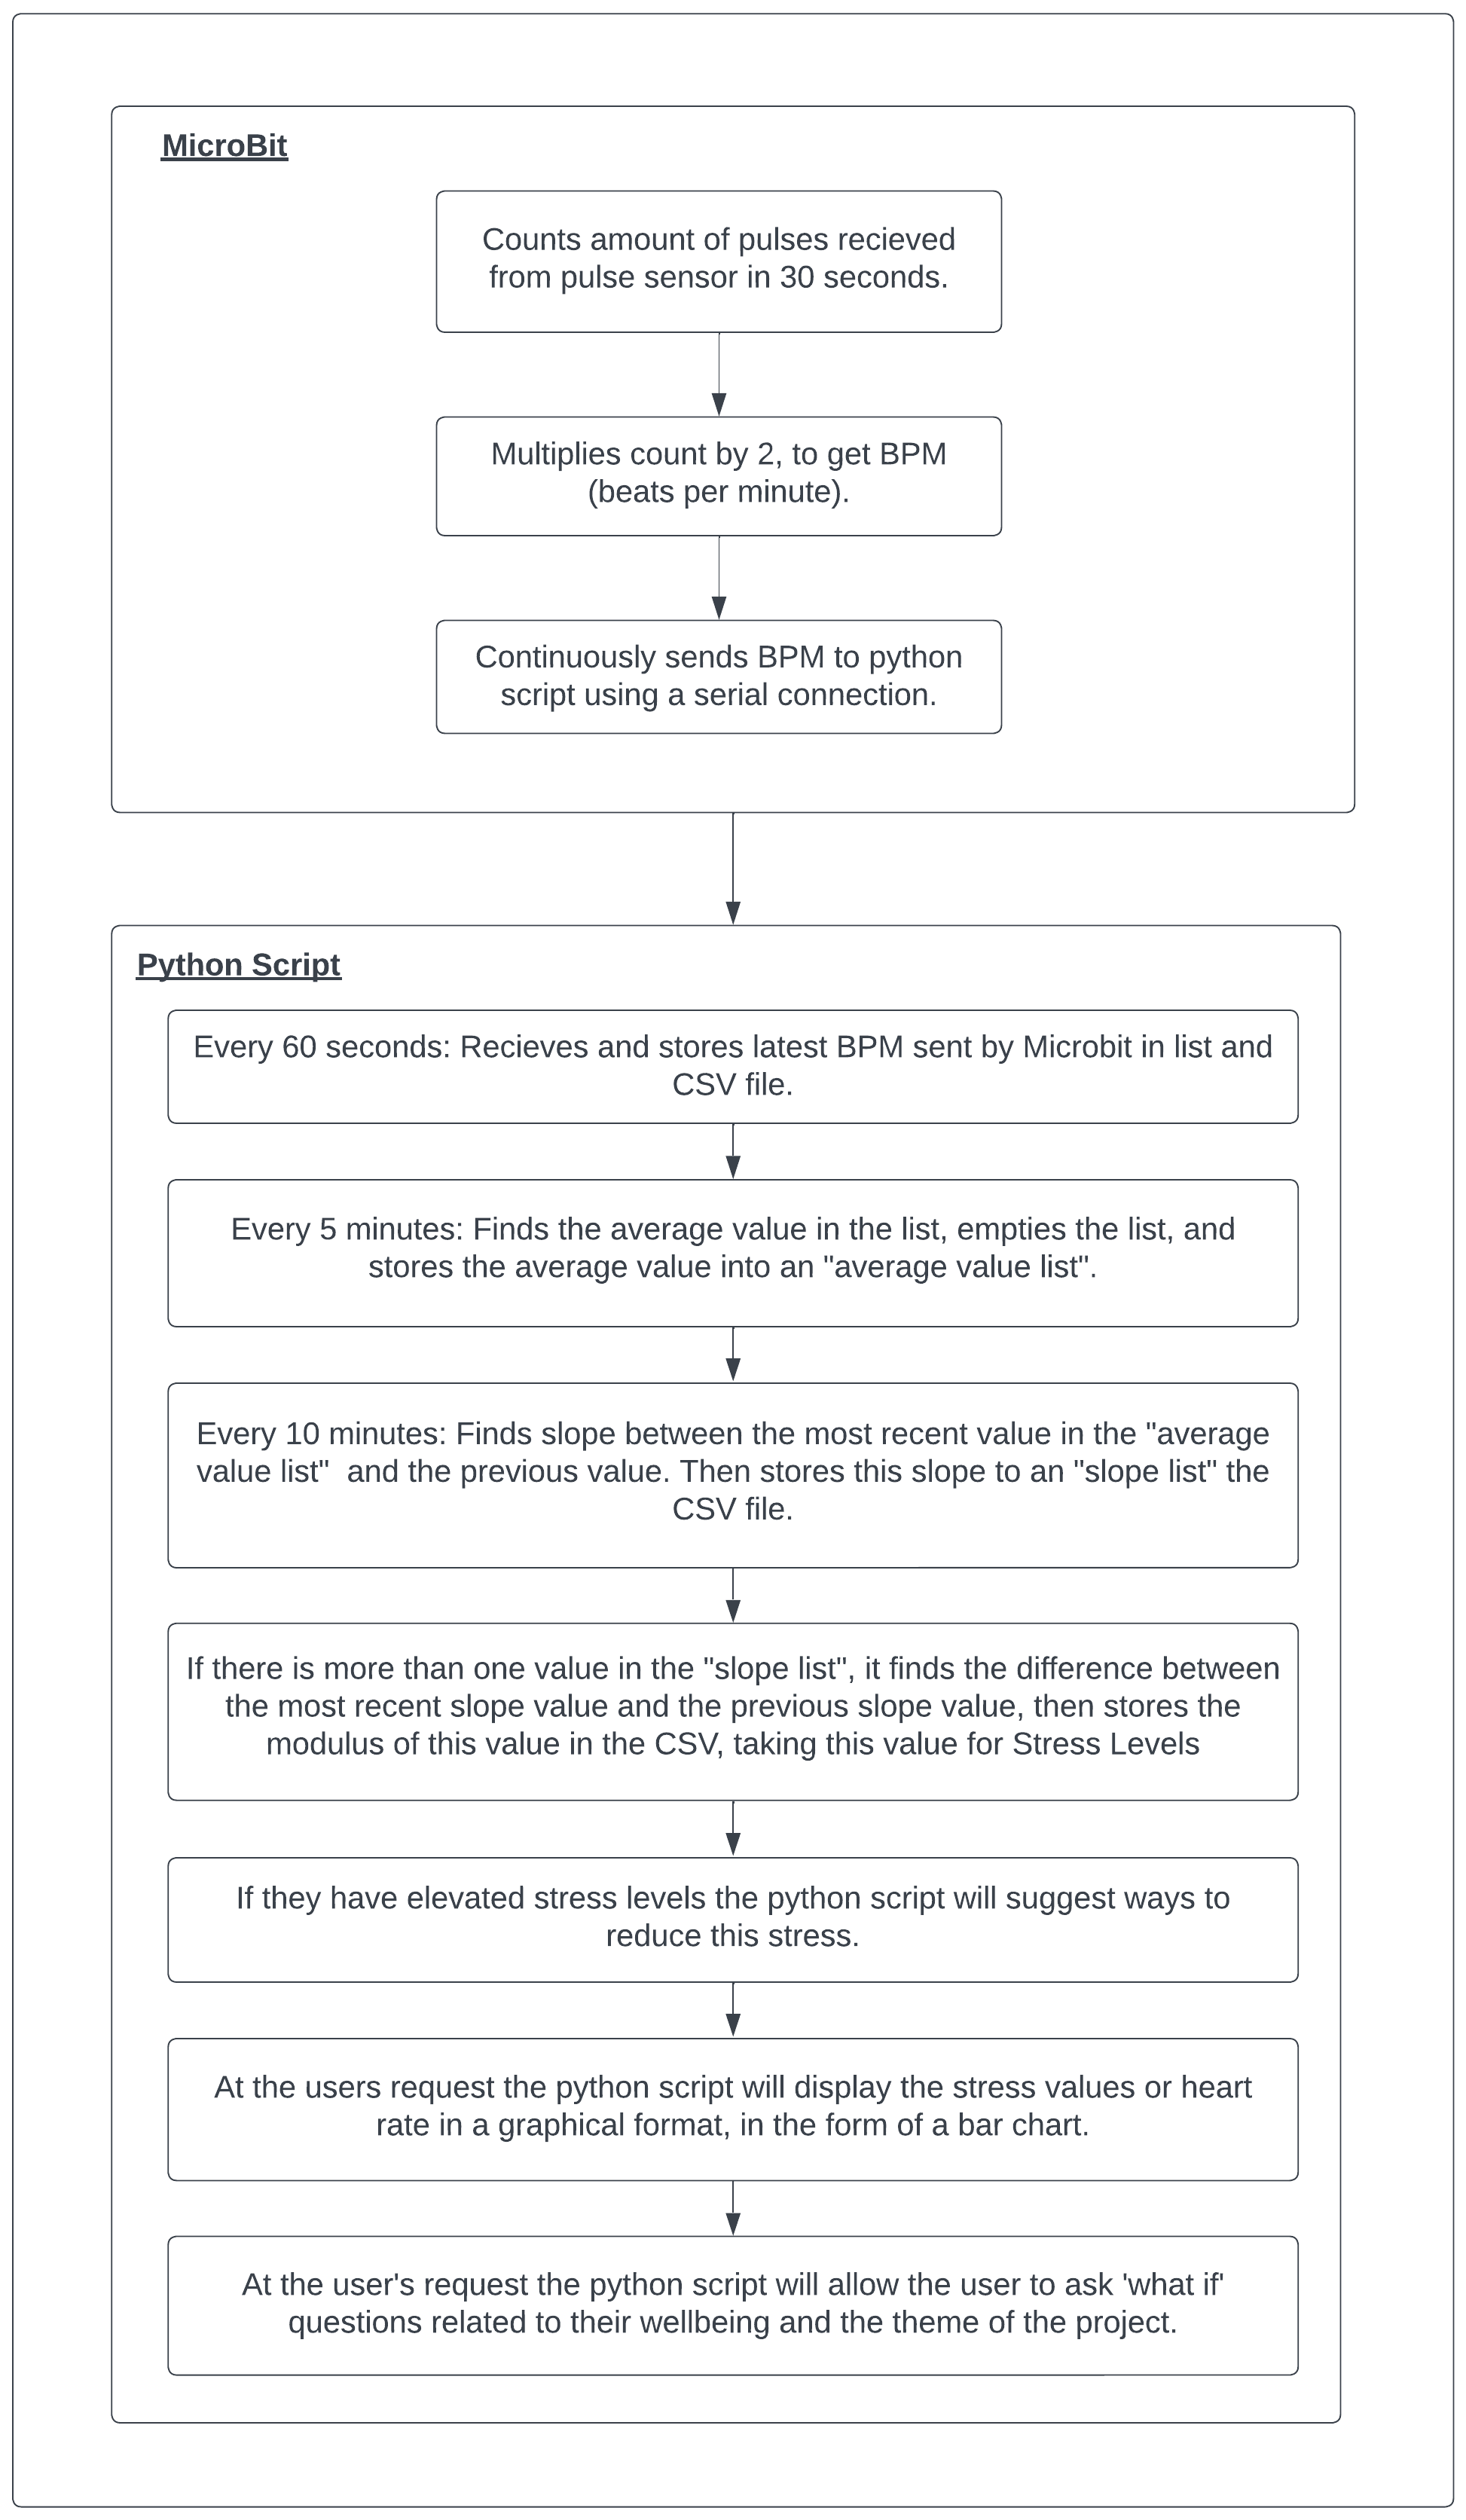 MicroBit
Counts amount of pulses recieved
from pulse sensor in 30 seconds.
Multiplies count by 2, to get BPM
(beats per minute).
Continuously sends BPM to python
script using a serial connection.
Python Script
Every 60 seconds: Recieves and stores latest BPM sent by Microbit in list and
CSV file.
Every 5 minutes: Finds the average value in the list, empties the list, and
stores the average value into an "average value list".
Every 10 minutes: Finds slope between the most recent value in the "average
value list"  and the previous value. Then stores this slope to an "slope list" the
CSV file.
If there is more than one value in the "slope list", it finds the difference between
the most recent slope value and the previous slope value, then stores the
modulus of this value in the CSV, taking this value for Stress Levels
If they have elevated stress levels the python script will suggest ways to
reduce this stress.
At the users request the python script will display the stress values or heart
rate in a graphical format, in the form of a bar chart.
At the user's request the python script will allow the user to ask 'what if'
questions related to their wellbeing and the theme of the project.